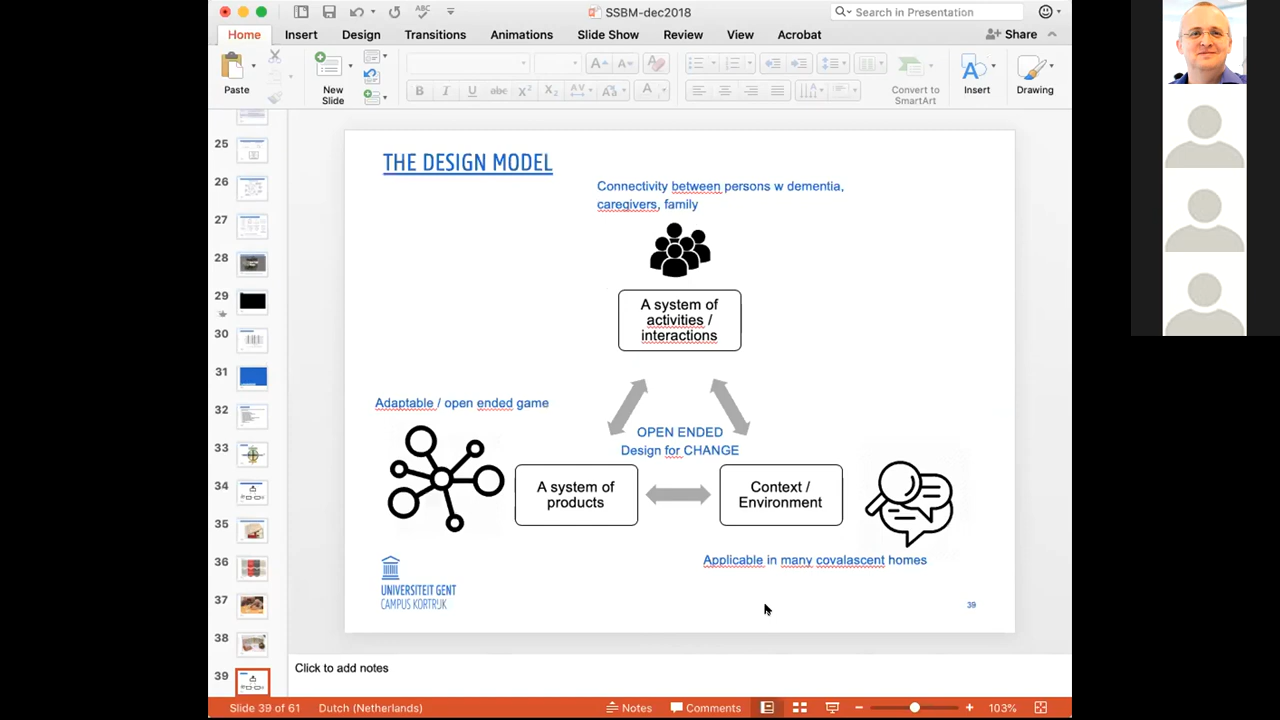 SSBM-dec2018
Search in Presentation
Home Insert Design Transitions Animations Slide Show Review View Acrobat Share
Paste
New
Slide
Convert to
SmartArt
Insert
Drawing
25
26
27
28
29
30
31
32
33
34
35
36
37
38
39
THE DESIGN MODEL
Connectivity between persons w dementia,
caregivers, family
A system of
activities /
interactions
Adaptable / open ended game
OPEN ENDED
Design for CHANGE
A system of
products
Context /
Environment
Applicable in many covalascent homes
UNIVERSITEIT GENT
CAMPUS KORTRIJK
39
Click to add notes
Slide 39 of 61 Dutch (Netherlands) Notes Comments 103%